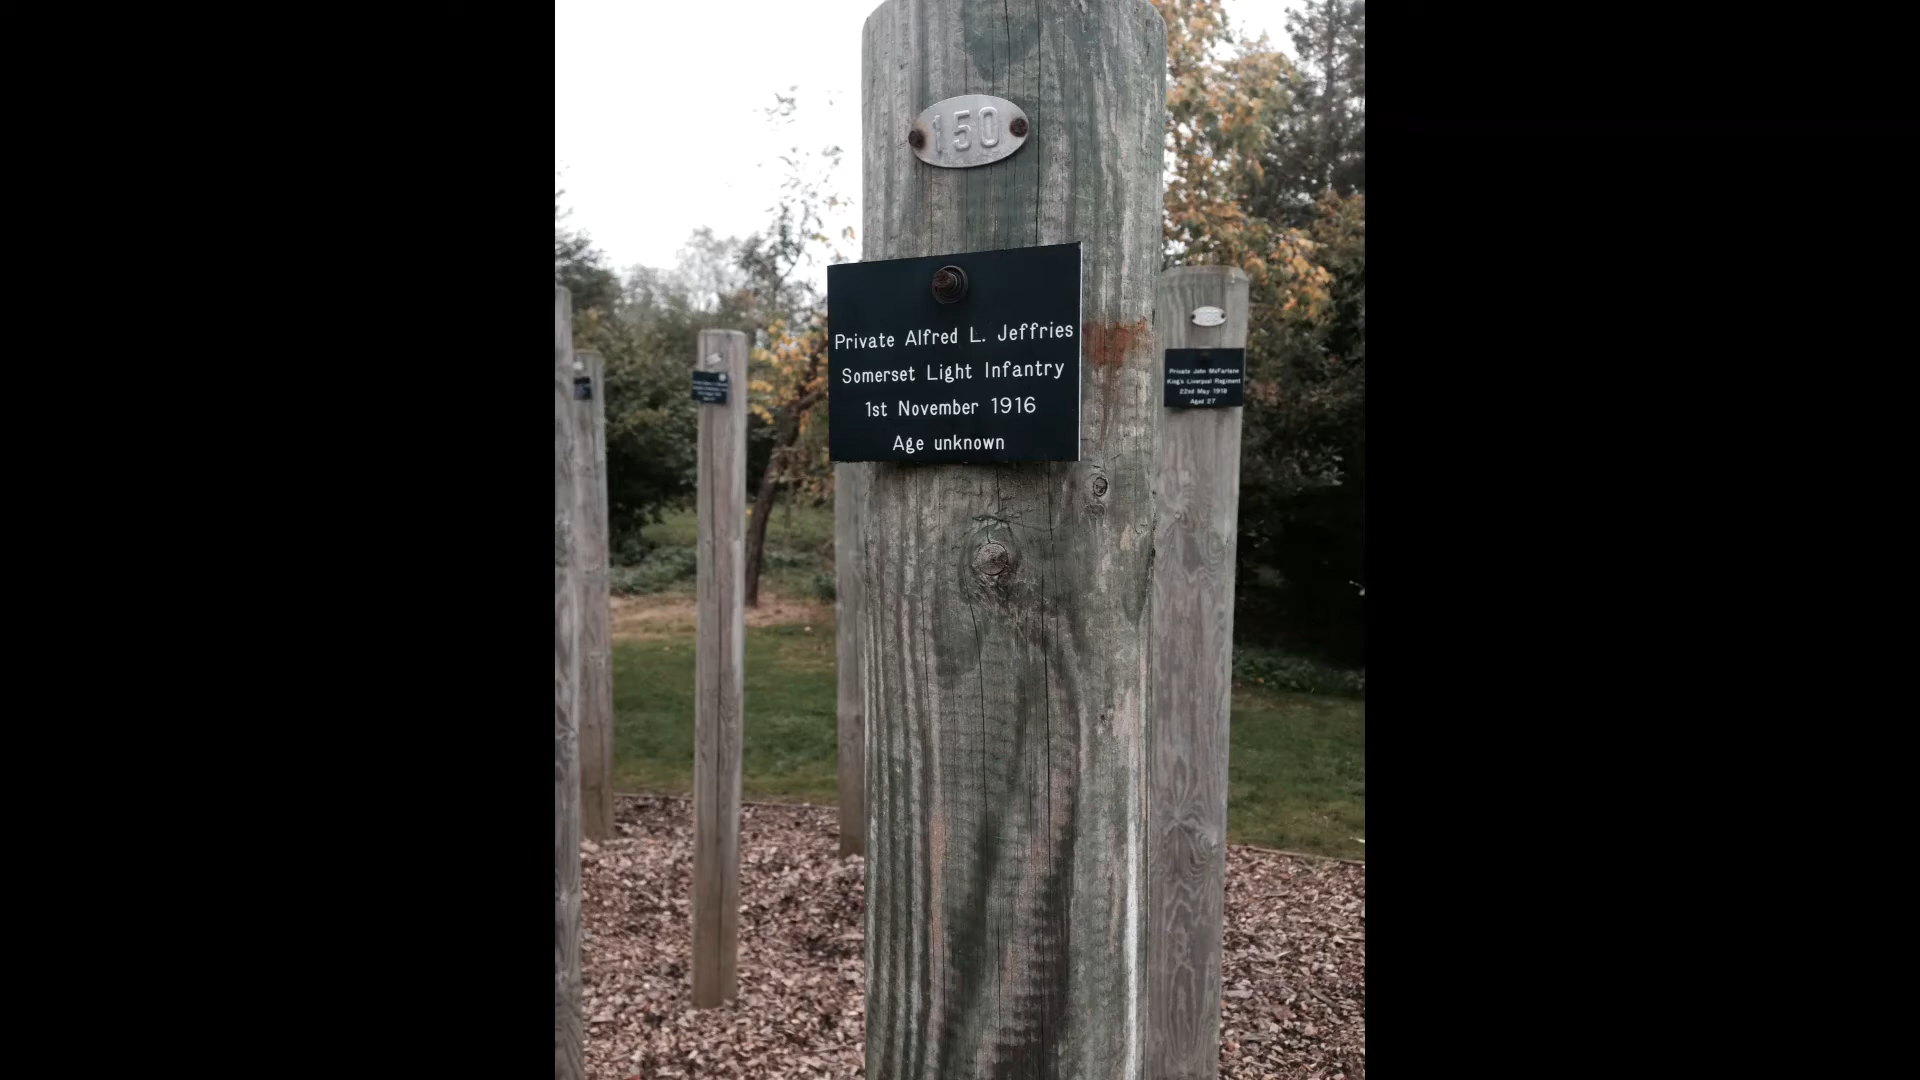 150
Private Alfred L. Jeffries
Somerset Light Infantry
1st November 1916
Age unknown
Private John McFarlane
King's Liverpool Regiment
22nd May 1918
Aged 27